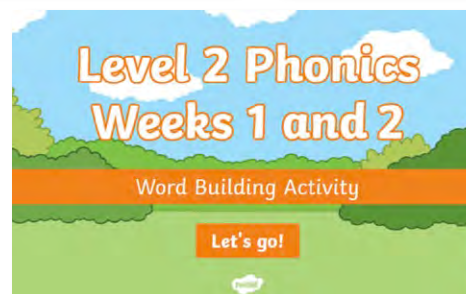 Level 2 Phonics
Weeks 1 and 2
Word Building Activity
Let's go!